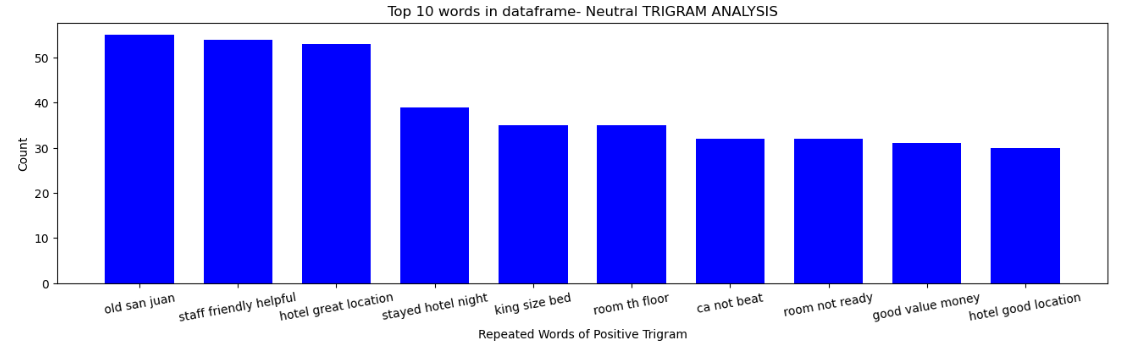 Top 10 words in dataframe- Neutral TRIGRAM ANALYSIS
Count
50
40
30
20
10
0
old san juan
staff friendly helpful
hotel great location
stayed hotel night
king size bed
room th floor
ca not beat
room not ready
good value money
hotel good location
Repeated Words of Positive Trigram